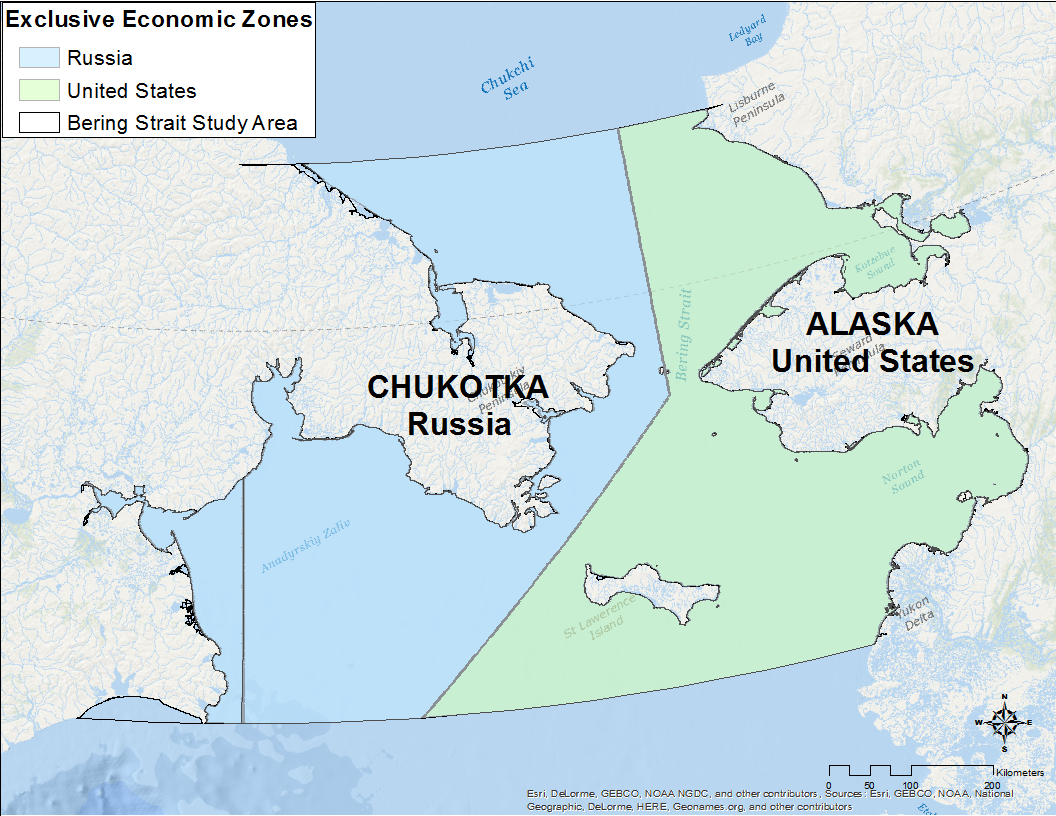 Exclusive Economic Zones
Russia
United States
Bering Strait Study Area
Chukchi
Sea
Ledyard
Bay
Lisburne
Peninsula
Kotzebue
Sound
Bering Strait
ALASKA
United States
Seward
Peninsula
CHUKOTKA
Russia
Chukotskiy
Peninsula
Norton
Sound
Anadyrskiy Zaliv
St Lawerence
Island
Yukon
Delta
N
W
E
S
Kilometers
0
50
100
200
Esri, DeLorme, GEBCO, NOAA NGDC, and other contributors, Sources: Esri, GEBCO, NOAA, National
Geographic, DeLorme, HERE, Geonames.org, and other contributors